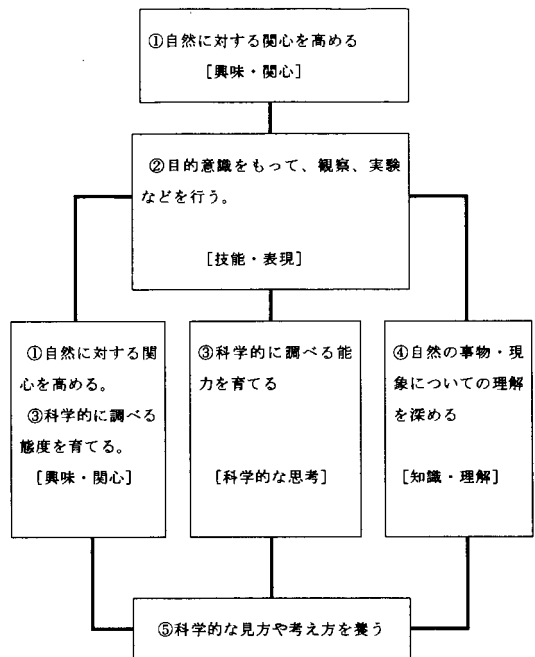 ①自然に対する関心を高める
[興味・関心]
②目的意識をもって、観察、実験
などを行う。
[技能・表現]
①自然に対する関
心を高める。
③科学的に調べる
態度を育てる。
[興味・関心]
③科学的に調べる能
力を育てる
[科学的な思考]
④自然の事物・現
象についての理解
を深める
[知識・理解]
⑤科学的な見方や考え方を養う